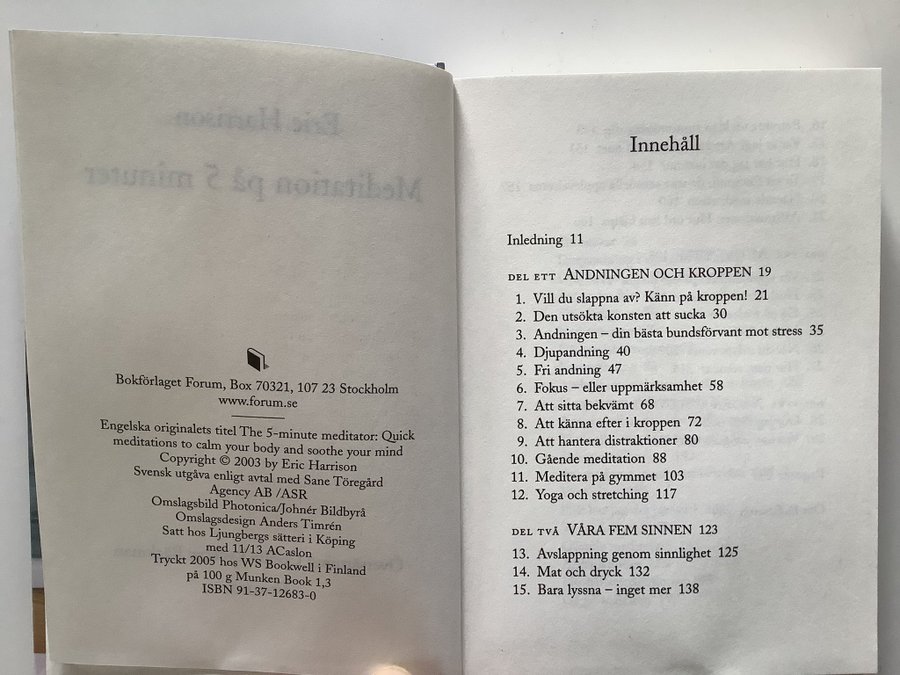 Bokförlaget Forum, Box 70321, 107 23 Stockholm
www.forum.se
Engelska originalets titel The 5-minute meditator: Quick
meditations to calm your body and soothe your mind
Copyright © 2003 by Eric Harrison
Svensk utgåva enligt avtal med Sane Töregård
Agency AB /ASR
Omslagsbild Photonica/Johnér Bildbyrå
Omslagsdesign Anders Timrén
Satt hos Ljungbergs sätteri i Köping
med 11/13 ACaslon
Tryckt 2005 hos WS Bookwell i Finland
på 100 g Munken Book 1,3
ISBN 91-37-12683-0
Innehåll
Inledning 11
DEL ETT ANDNINGEN OCH KROPPEN 19
1. Vill du slappna av? Känn på kroppen! 21
2. Den utsökta konsten att sucka 30
3. Andningen – din bästa bundsförvant mot stress 35
4. Djupandning 40
5. Fri andning 47
6. Fokus – eller uppmärksamhet 58
7. Att sitta bekvämt 68
8. Att känna efter i kroppen 72
9. Att hantera distraktioner 80
10. Gående meditation 88
11. Meditera på gymmet 103
12. Yoga och stretching 117
DEL TVÅ VÅRA FEM SINNEN 123
13. Avslappning genom sinnlighet 125
14. Mat och dryck 132
15. Bara lyssna – inget mer 138